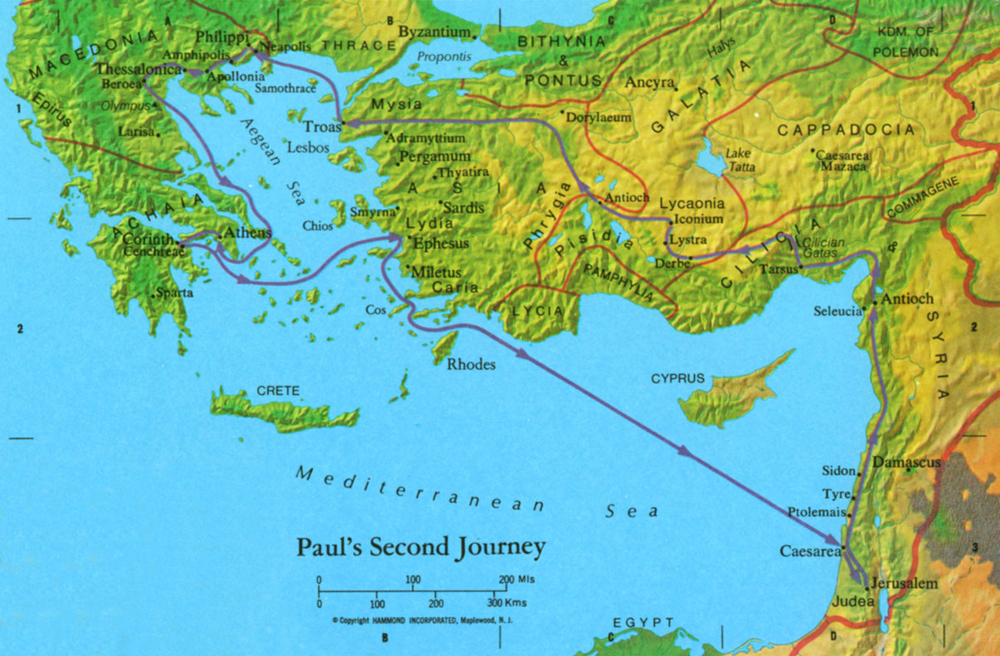 A
B
C
D
MACEDONIA
Philippi
Neapolis
THRACE
Byzantium
BITHYNIA
&
PONTUS
Halys
KDM. OF
POLEMON
Amphipolis
Thessalonica
Apollonia
Beroea
Samothrace
Propontis
Ancyra
GALATIA
1
Epirus
Olympus
Larisa
Aegean
Sea
Troas
Mysia
Dorylaeum
1
CAPPADOCIA
Lesbos
Adramyttium
Pergamum
Thyatira
Lake
Tatta
Caesarea
Mazaca
ASIA
Phrygia
Antioch
Lycaonia
Iconium
COMMAGENE
ACHAIA
Athens
Chios
Smyrna
Sardis
Lydia
Ephesus
Pisidia
Lystra
Derbe
CILICIA
Cilician
Gates
&
Corinth
Cenchreae
Tarsus
Sparta
Miletus
Caria
PAMPHYLIA
LYCIA
Cos
Seleucia
Antioch
2
2
SYRIA
Rhodes
CRETE
CYPRUS
Mediterranean Sea
Sidon
Damascus
Tyre
Ptolemais
Paul's Second Journey
Caesarea
3
0 100 200 Mls
0 100 200 300 Kms
Jerusalem
Judea
© Copyright HAMMOND INCORPORATED, Maplewood, N. J.
EGYPT
B
C
D